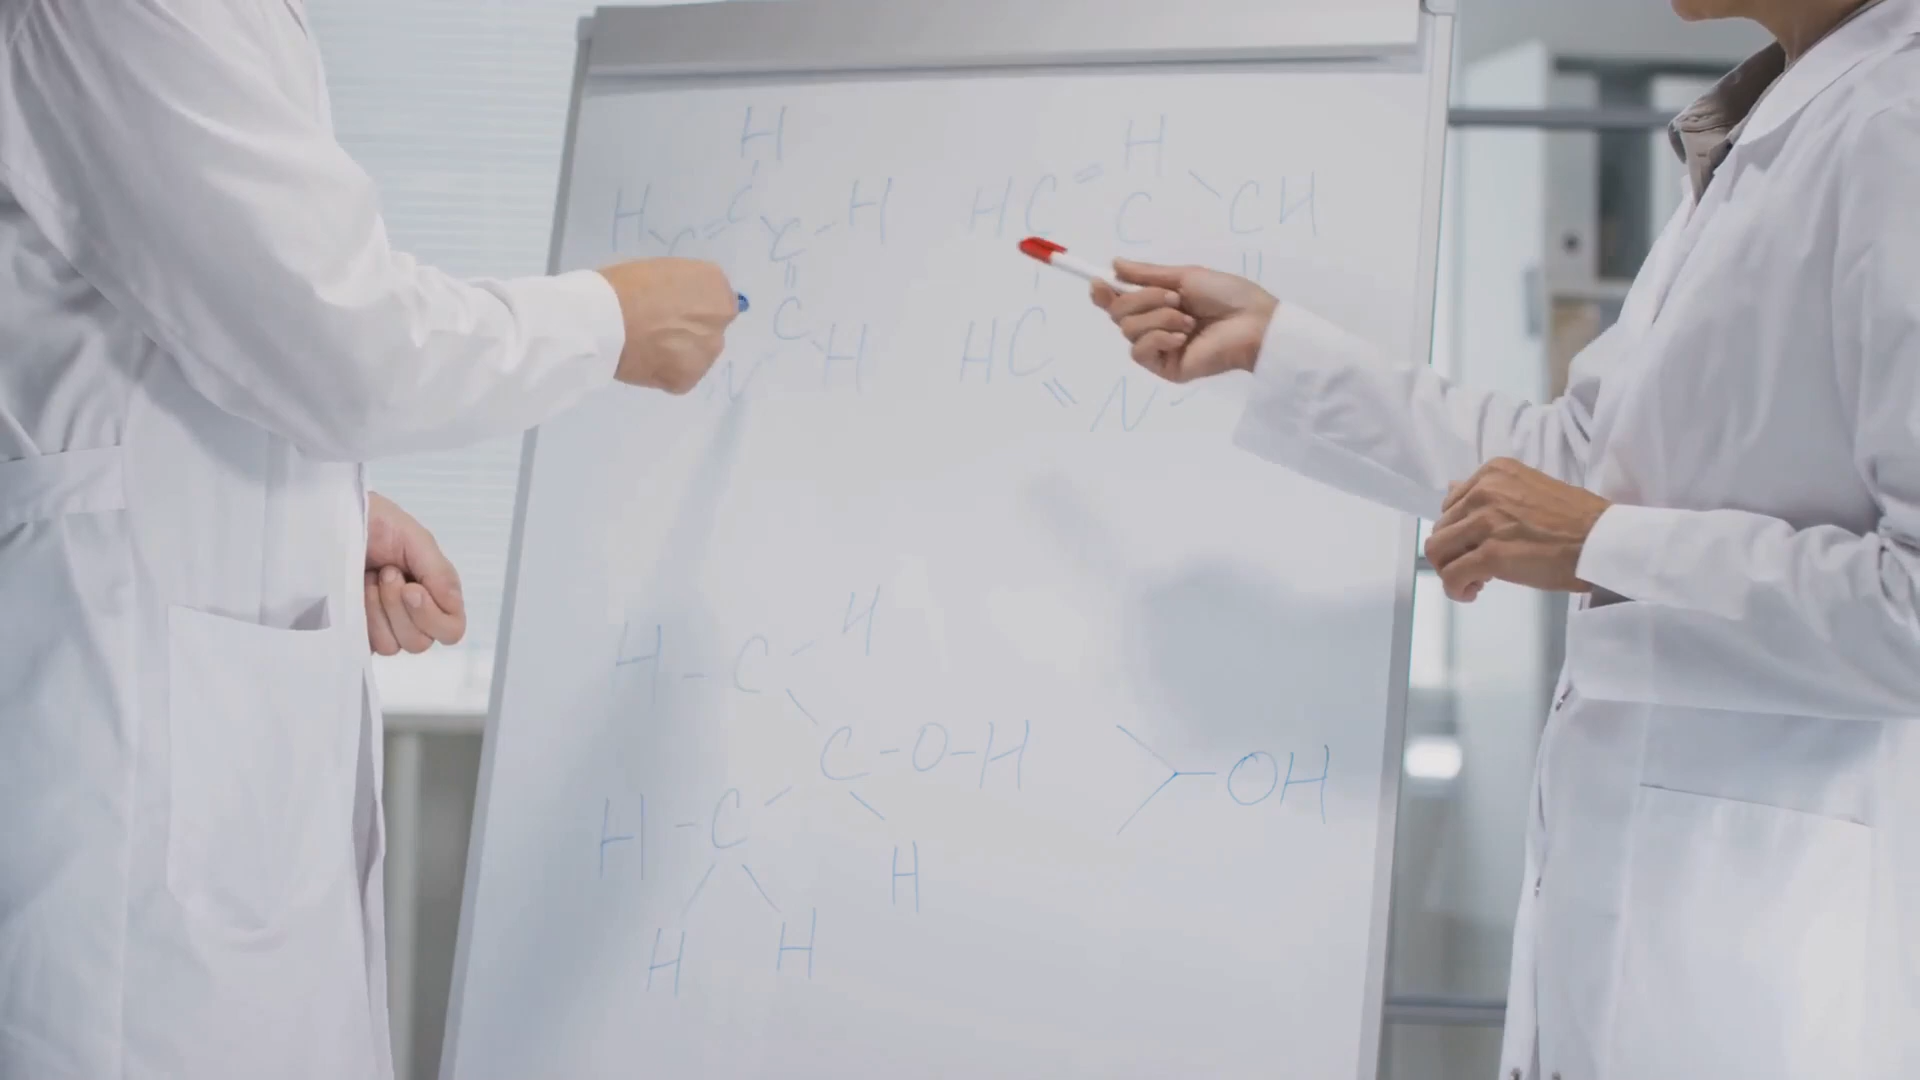 H H
H C H HC C CH
C C
C HC
N H N
H
H - C
C - O - H
H - C OH
H
H H